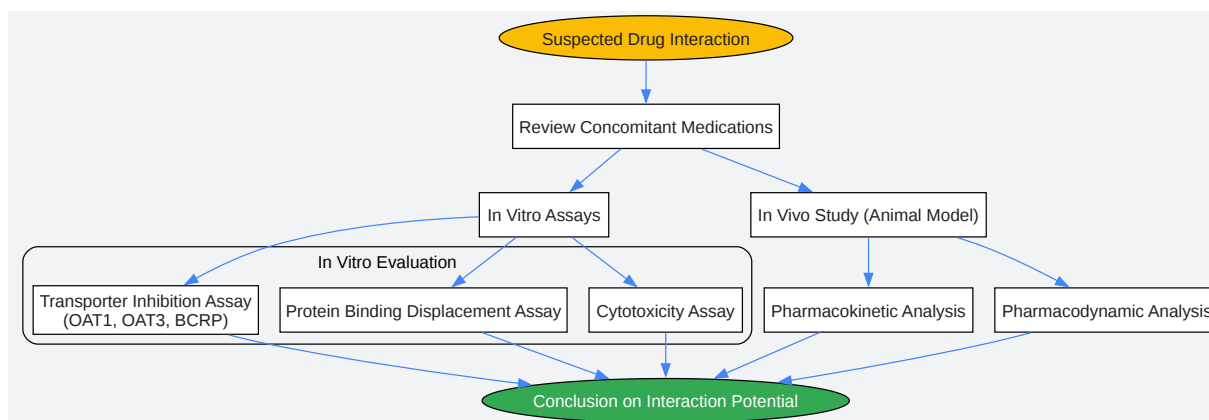 Suspected Drug Interaction
Review Concomitant Medications
In Vitro Assays
In Vivo Study (Animal Model)
In Vitro Evaluation
Transporter Inhibition Assay
(OAT1, OAT3, BCRP)
Protein Binding Displacement Assay
Cytotoxicity Assay
Pharmacokinetic Analysis
Pharmacodynamic Analysis
Conclusion on Interaction Potential